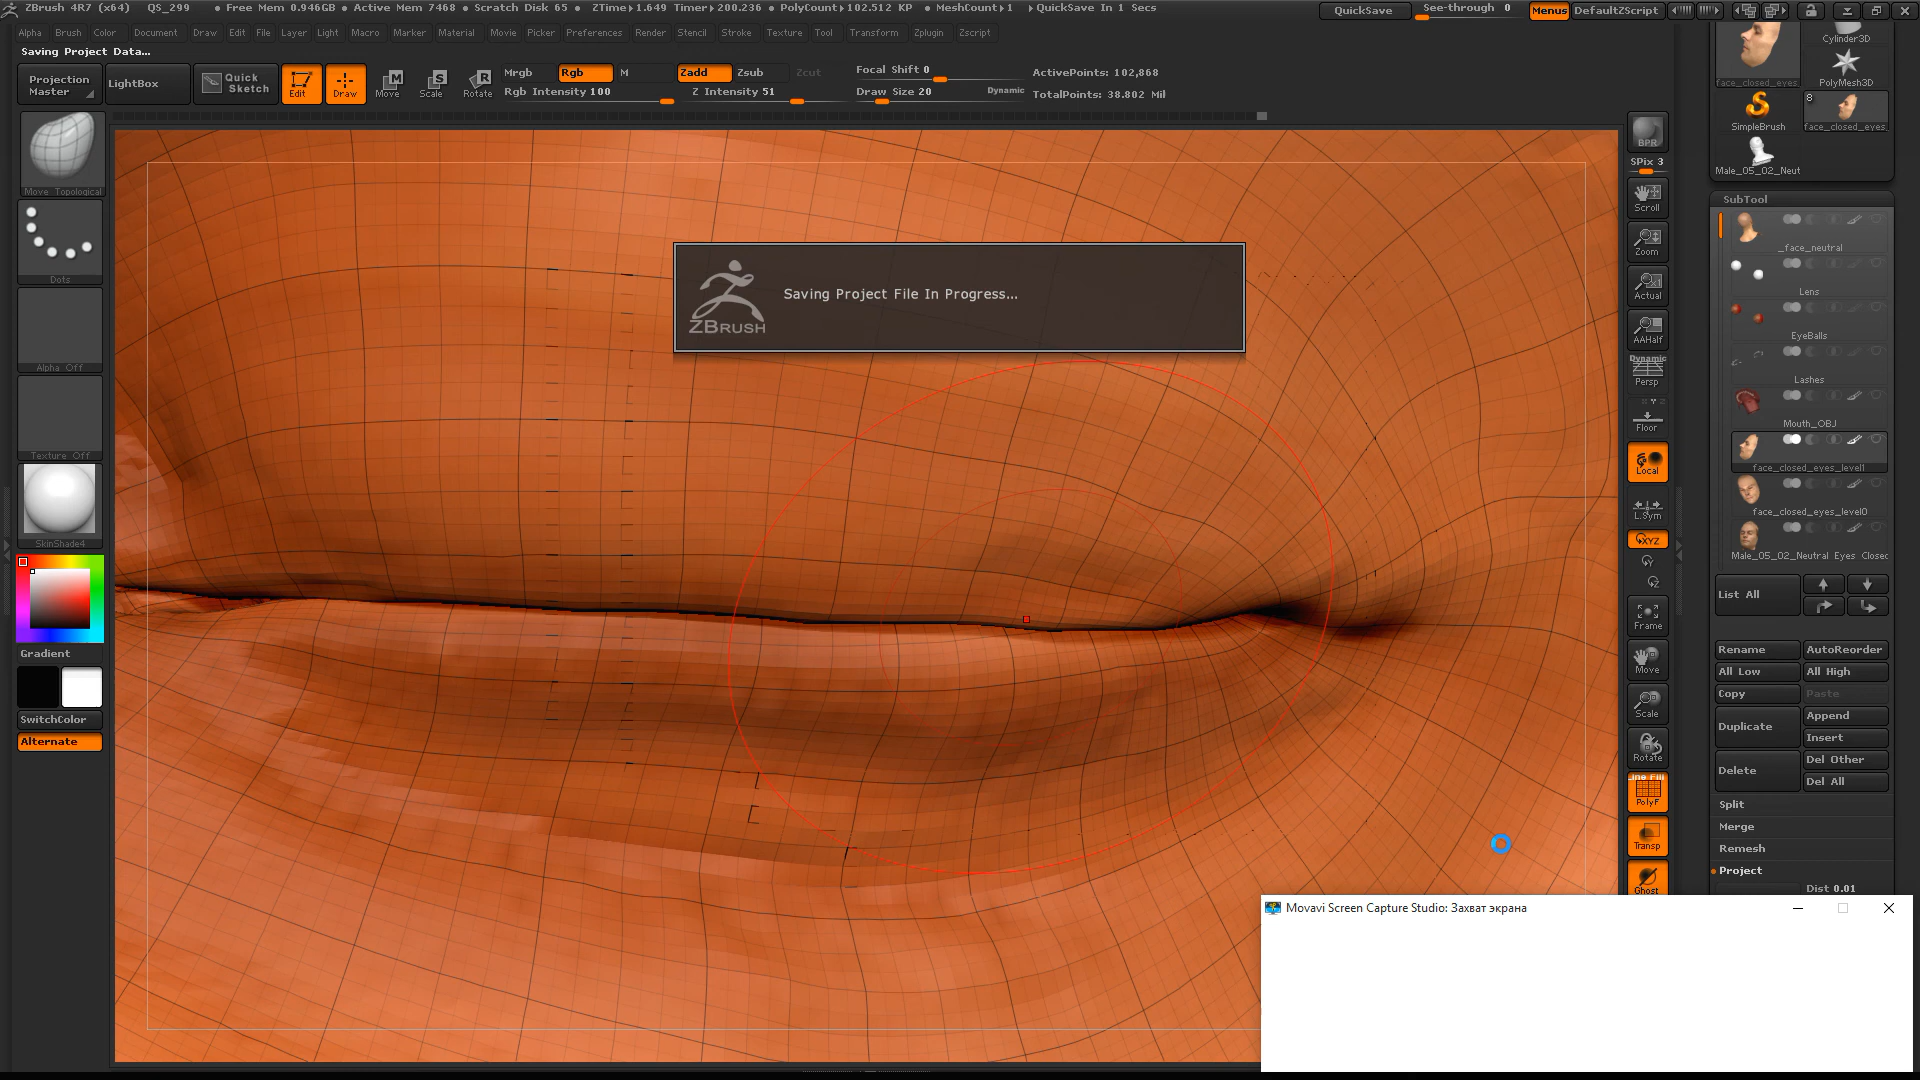 ZBrush 4R7 (x64) QS_299 • Free Mem 0.946GB • Active Mem 7468 • Scratch Disk 65 • ZTime▸1.649 Timer▸200.236 • PolyCount▸102.512 KP • MeshCount▸1 ▸QuickSave In 1 Secs QuickSave See-through 0 Menus DefaultZScript
Alpha Brush Color Document Draw Edit File Layer Light Macro Marker Material Movie Picker Preferences Render Stencil Stroke Texture Tool Transform Zplugin Zscript
Saving Project Data...
Projection Master
LightBox
Quick Sketch
Edit
Draw
Move
Scale
Rotate
Mrgb Rgb M
Rgb Intensity 100
Zadd Zsub Zcut
Z Intensity 51
Focal Shift 0
Draw Size 20 Dynamic
ActivePoints: 102,868
TotalPoints: 38.802 Mil
Move Topological
Dots
Alpha Off
Texture Off
SkinShade4
Gradient
SwitchColor
Alternate
Saving Project File In Progress...
ZBRUSH
BPR
SPix 3
Scroll
Zoom
Actual
AAHalf
Dynamic
Persp
Floor
Local
L.Sym
XYZ
Y
Z
Frame
Move
Scale
Rotate
Line Fill
PolyF
Transp
Ghost
face_closed_eyes
Cylinder3D
PolyMesh3D
SimpleBrush
8
face_closed_eyes.
Male_05_02_Neut
SubTool
_face_neutral
Lens
EyeBalls
Lashes
Mouth_OBJ
face_closed_eyes_level1
face_closed_eyes_level0
Male_05_02_Neutral Eyes Closec
List All
Rename AutoReorder
All Low All High
Copy Paste
Duplicate Append
Insert
Delete Del Other
Del All
Split
Merge
Remesh
Project
Dist 0.01
Movavi Screen Capture Studio: Захват экрана